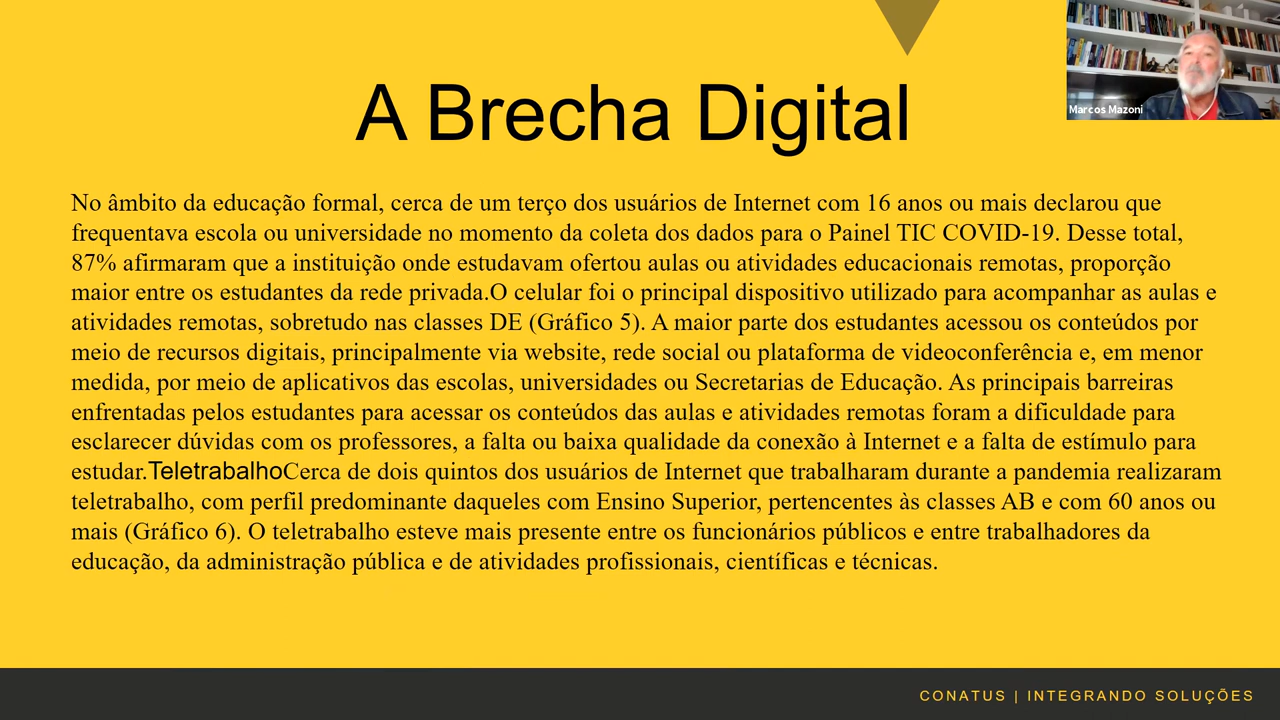 Marcos Mazoni
A Brecha Digital
No âmbito da educação formal, cerca de um terço dos usuários de Internet com 16 anos ou mais declarou que
frequentava escola ou universidade no momento da coleta dos dados para o Painel TIC COVID-19. Desse total,
87% afirmaram que a instituição onde estudavam ofertou aulas ou atividades educacionais remotas, proporção
maior entre os estudantes da rede privada.O celular foi o principal dispositivo utilizado para acompanhar as aulas e
atividades remotas, sobretudo nas classes DE (Gráfico 5). A maior parte dos estudantes acessou os conteúdos por
meio de recursos digitais, principalmente via website, rede social ou plataforma de videoconferência e, em menor
medida, por meio de aplicativos das escolas, universidades ou Secretarias de Educação. As principais barreiras
enfrentadas pelos estudantes para acessar os conteúdos das aulas e atividades remotas foram a dificuldade para
esclarecer dúvidas com os professores, a falta ou baixa qualidade da conexão à Internet e a falta de estímulo para
estudar.TeletrabalhoCerca de dois quintos dos usuários de Internet que trabalharam durante a pandemia realizaram
teletrabalho, com perfil predominante daqueles com Ensino Superior, pertencentes às classes AB e com 60 anos ou
mais (Gráfico 6). O teletrabalho esteve mais presente entre os funcionários públicos e entre trabalhadores da
educação, da administração pública e de atividades profissionais, científicas e técnicas.
CONATUS | INTEGRANDO SOLUÇÕES